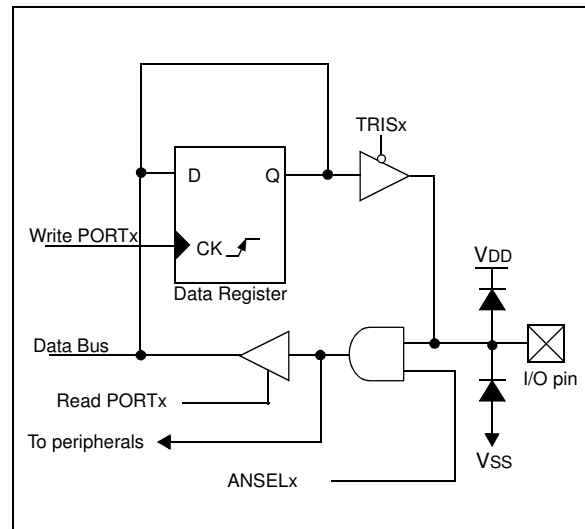 TRISx
D
Q
Write PORTx
CK
VDD
Data Register
Data Bus
I/O pin
Read PORTx
To peripherals
VSS
ANSELx